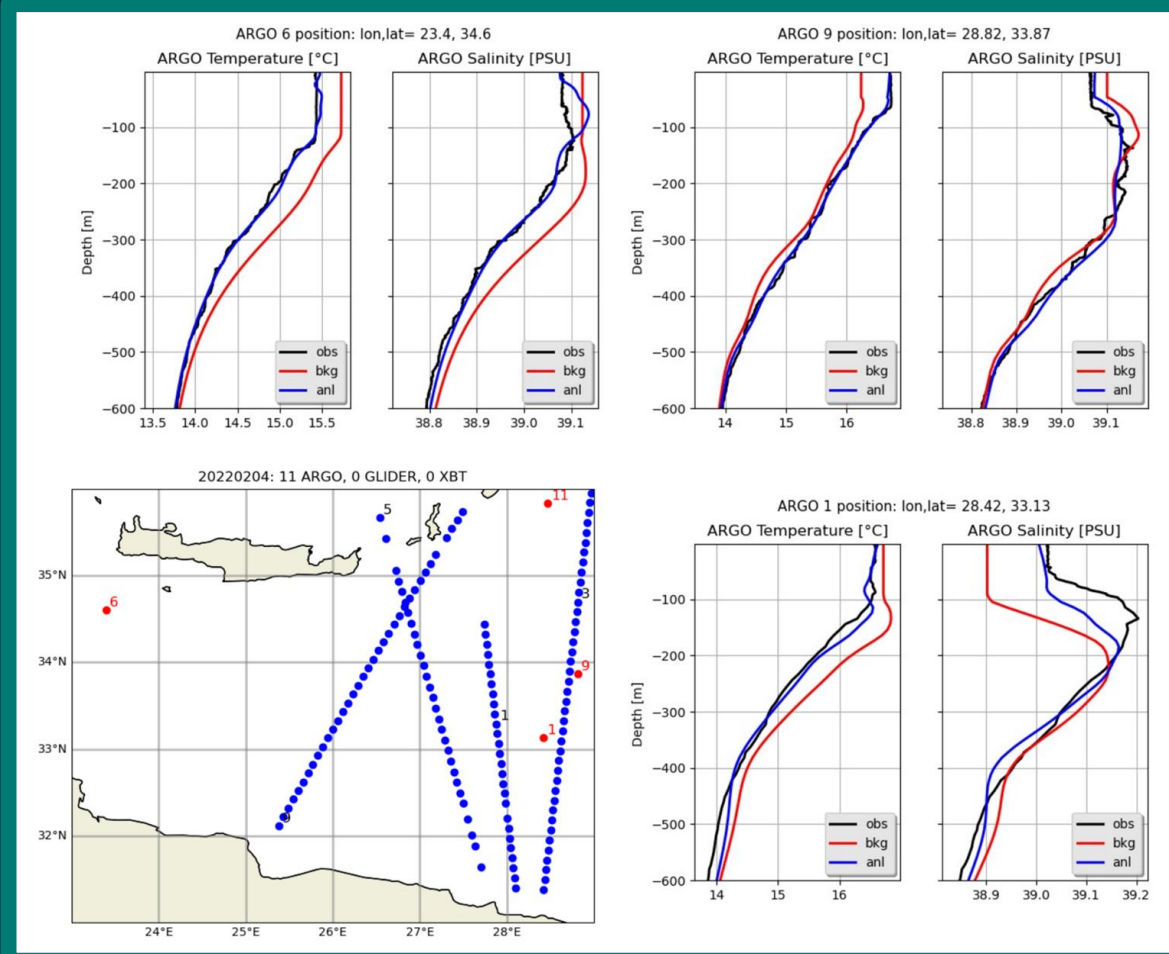 ARGO 6 position: lon,lat= 23.4, 34.6
ARGO Temperature [°C]
ARGO Salinity [PSU]
Depth [m]
−100
−200
−300
−400
−500
−600
obs
bkg
anl
obs
bkg
anl
13.5 14.0 14.5 15.0 15.5
38.8 38.9 39.0 39.1
ARGO 9 position: lon,lat= 28.82, 33.87
ARGO Temperature [°C]
ARGO Salinity [PSU]
Depth [m]
−100
−200
−300
−400
−500
−600
obs
bkg
anl
obs
bkg
anl
14 15 16
38.8 38.9 39.0 39.1
20220204: 11 ARGO, 0 GLIDER, 0 XBT
5
11
35°N
3
6
34°N
9
1
33°N
1
32°N
24°E 25°E 26°E 27°E 28°E
ARGO 1 position: lon,lat= 28.42, 33.13
ARGO Temperature [°C]
ARGO Salinity [PSU]
Depth [m]
−100
−200
−300
−400
−500
−600
obs
bkg
anl
obs
bkg
anl
14 15 16
38.9 39.0 39.1 39.2